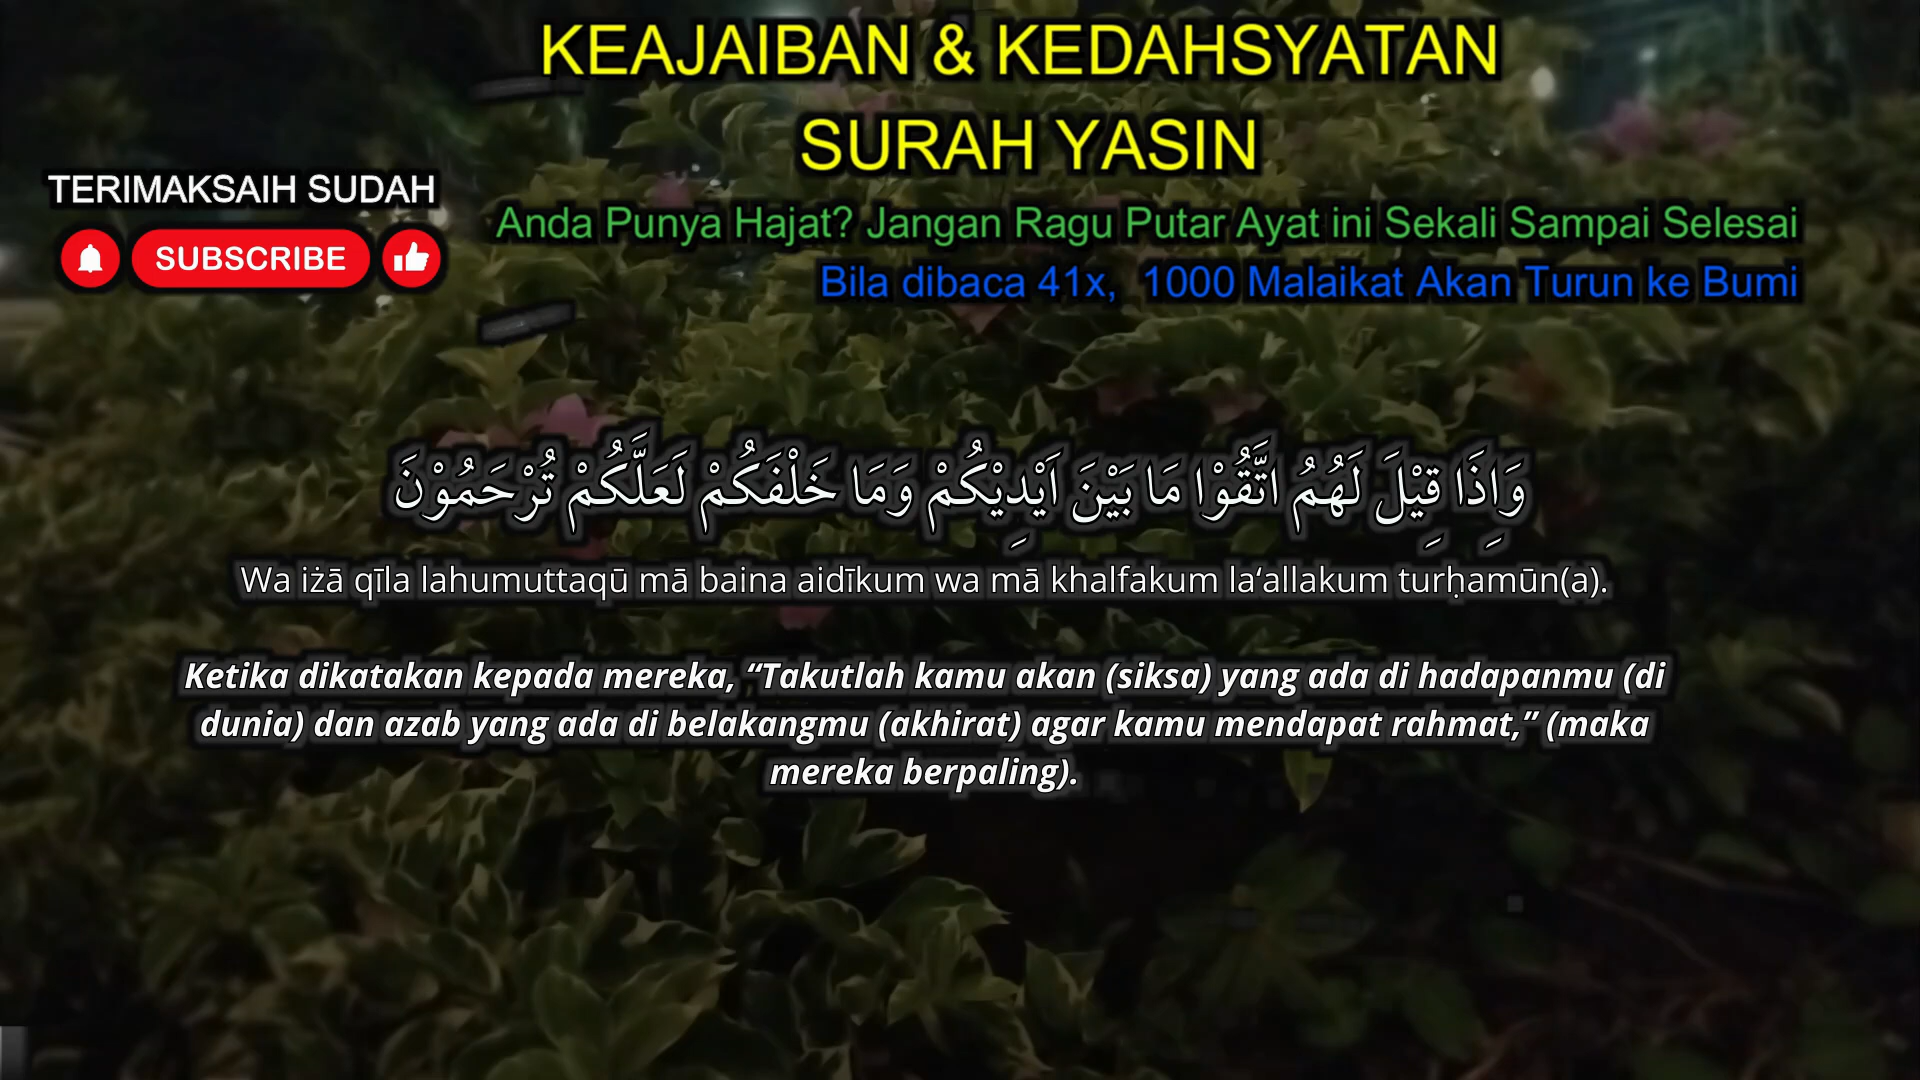 KEAJAIBAN & KEDAHSYATAN
SURAH YASIN
TERIMAKSAIH SUDAH
SUBSCRIBE
Anda Punya Hajat? Jangan Ragu Putar Ayat ini Sekali Sampai Selesai
Bila dibaca 41x, 1000 Malaikat Akan Turun ke Bumi
وَاِذَا قِيْلَ لَهُمُ اتَّقُوْا مَا بَيْنَ اَيْدِيْكُمْ وَمَا خَلْفَكُمْ لَعَلَّكُمْ تُرْحَمُوْنَ
Wa iżā qīla lahumuttaqū mā baina aidīkum wa mā khalfakum la‘allakum turḥamūn(a).
Ketika dikatakan kepada mereka, “Takutlah kamu akan (siksa) yang ada di hadapanmu (di
dunia) dan azab yang ada di belakangmu (akhirat) agar kamu mendapat rahmat,” (maka
mereka berpaling).